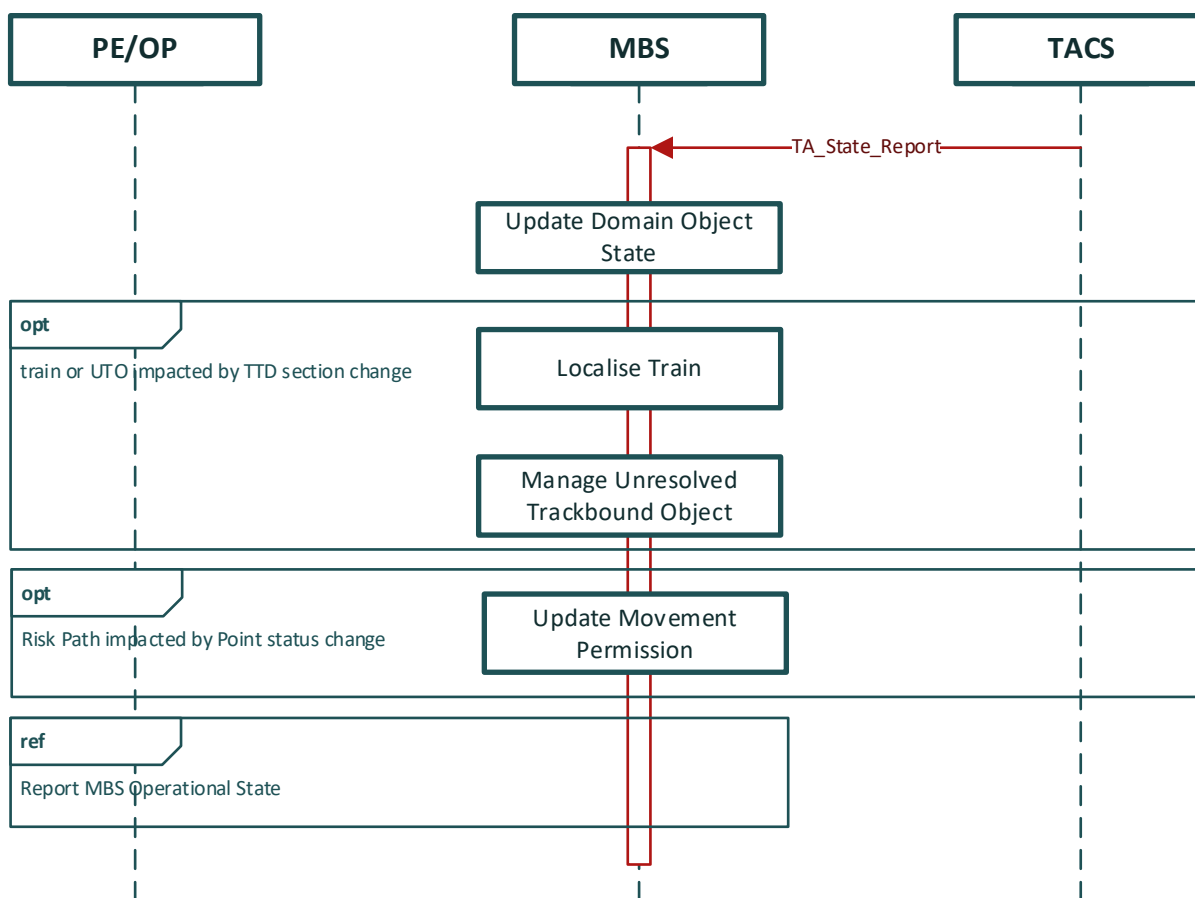 PE/OP
MBS
TACS
TA_State_Report
Update Domain Object
State
opt
train or UTO impacted by TTD section change
Localise Train
Manage Unresolved
Trackbound Object
opt
Risk Path impacted by Point status change
Update Movement
Permission
ref
Report MBS Operational State